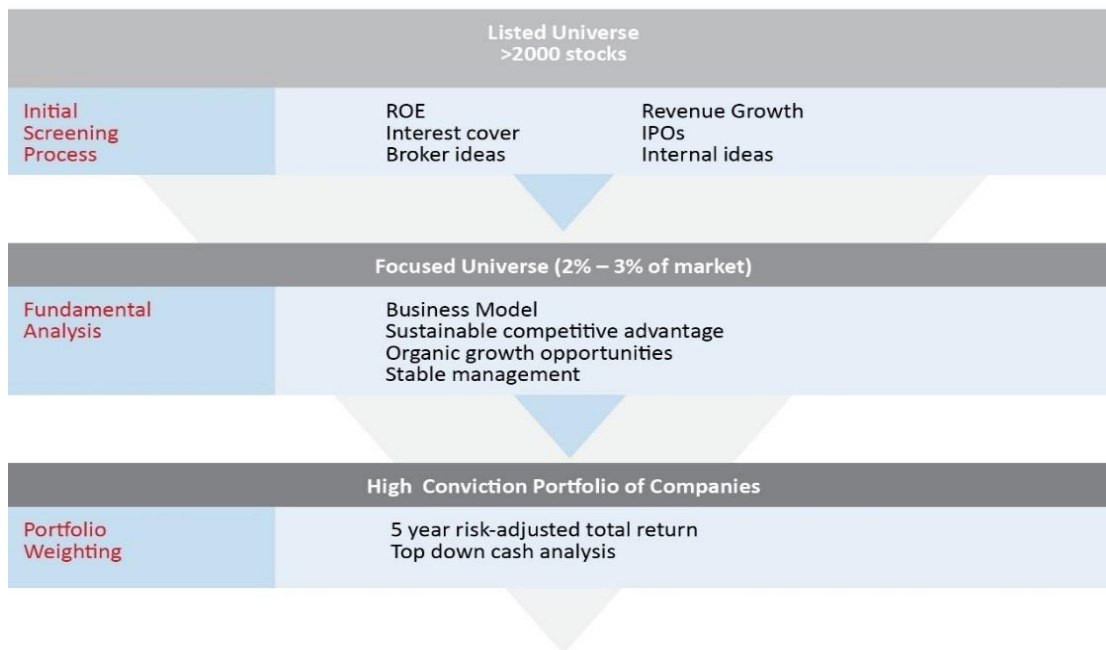 Listed Universe
>2000 stocks
Initial
Screening
Process
ROE
Interest cover
Broker ideas
Revenue Growth
IPOs
Internal ideas
Focused Universe (2% – 3% of market)
Fundamental
Analysis
Business Model
Sustainable competitive advantage
Organic growth opportunities
Stable management
High Conviction Portfolio of Companies
Portfolio
Weighting
5 year risk-adjusted total return
Top down cash analysis